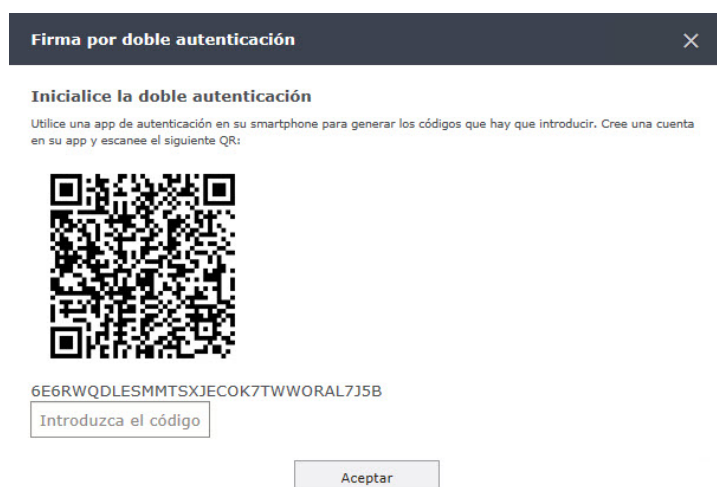 Firma por doble autenticación
Inicialice la doble autenticación
Utilice una app de autenticación en su smartphone para generar los códigos que hay que introducir. Cree una cuenta
en su app y escanee el siguiente QR:
6E6RWQDLESMMTSXJECOK7TWWORAL7J5B
Introduzca el código
Aceptar